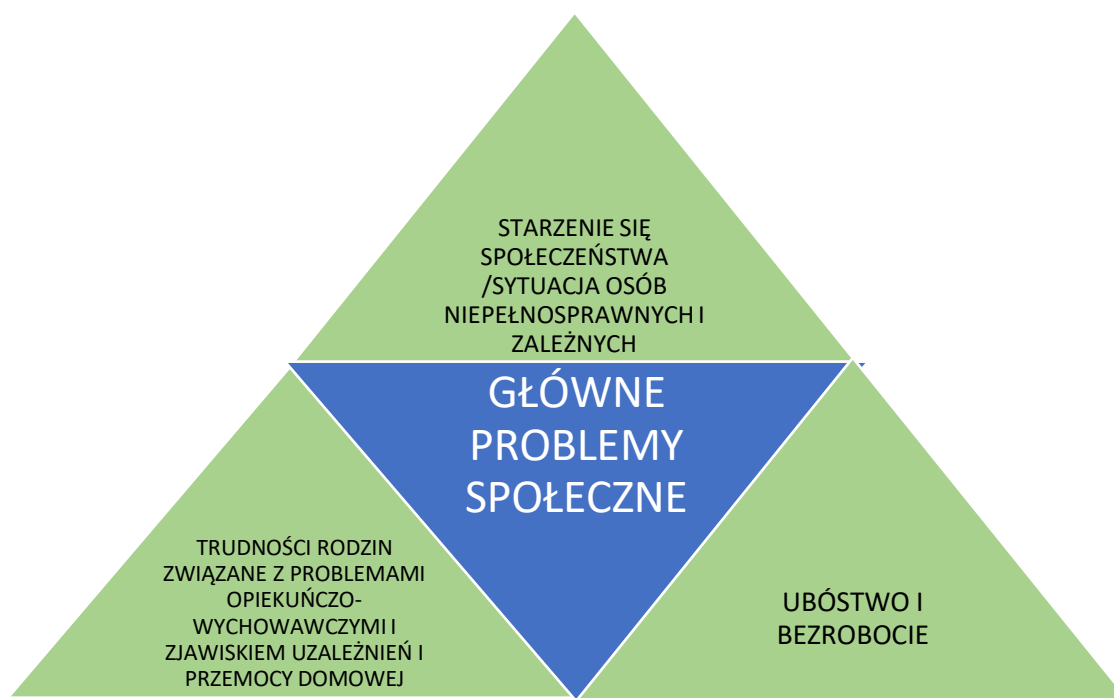 STARZENIE SIĘ
SPOŁECZEŃSTWA
/SYTUACJA OSÓB
NIEPEŁNOSPRAWNYCH I
ZALEŻNYCH
GŁÓWNE
PROBLEMY
SPOŁECZNE
TRUDNOŚCI RODZIN
ZWIĄZANE Z PROBLEMAMI
OPIEKUŃCZO-
WYCHOWAWCZYMI I
ZJAWISKIEM UZALEŻNIEŃ I
PRZEMOCY DOMOWEJ
UBÓSTWO I
BEZROBOCIE